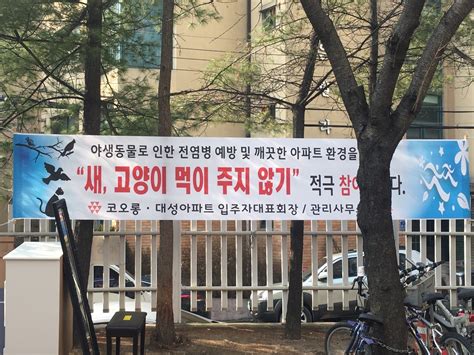 야생동물로 인한 전염병 예방 및 깨끗한 아파트 환경을
"새, 고양이 먹이 주지 않기" 적극 참여 다.
코오롱 · 대성아파트 입주자대표회장 / 관리사무